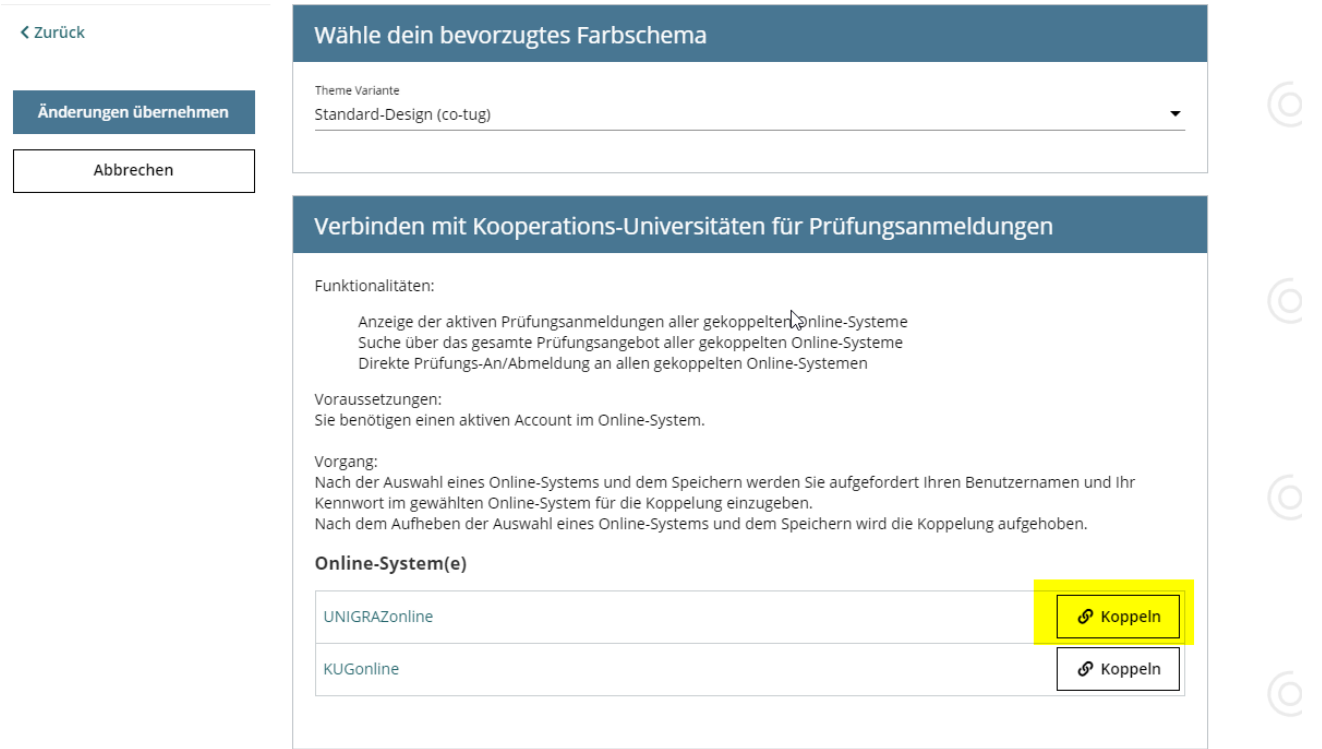 Zurück
Änderungen übernehmen
Abbrechen
Wähle dein bevorzugtes Farbschema
Theme Variante
Standard-Design (co-tug)
Verbinden mit Kooperations-Universitäten für Prüfungsanmeldungen
Funktionalitäten:
Anzeige der aktiven Prüfungsanmeldungen aller gekoppelten Online-Systeme
Suche über das gesamte Prüfungsangebot aller gekoppelten Online-Systeme
Direkte Prüfungs-An/Abmeldung an allen gekoppelten Online-Systemen
Voraussetzungen:
Sie benötigen einen aktiven Account im Online-System.
Vorgang:
Nach der Auswahl eines Online-Systems und dem Speichern werden Sie aufgefordert Ihren Benutzernamen und Ihr
Kennwort im gewählten Online-System für die Koppelung einzugeben.
Nach dem Aufheben der Auswahl eines Online-Systems und dem Speichern wird die Koppelung aufgehoben.
Online-System(e)
UNIGRAZonline
Koppeln
KUGonline
Koppeln